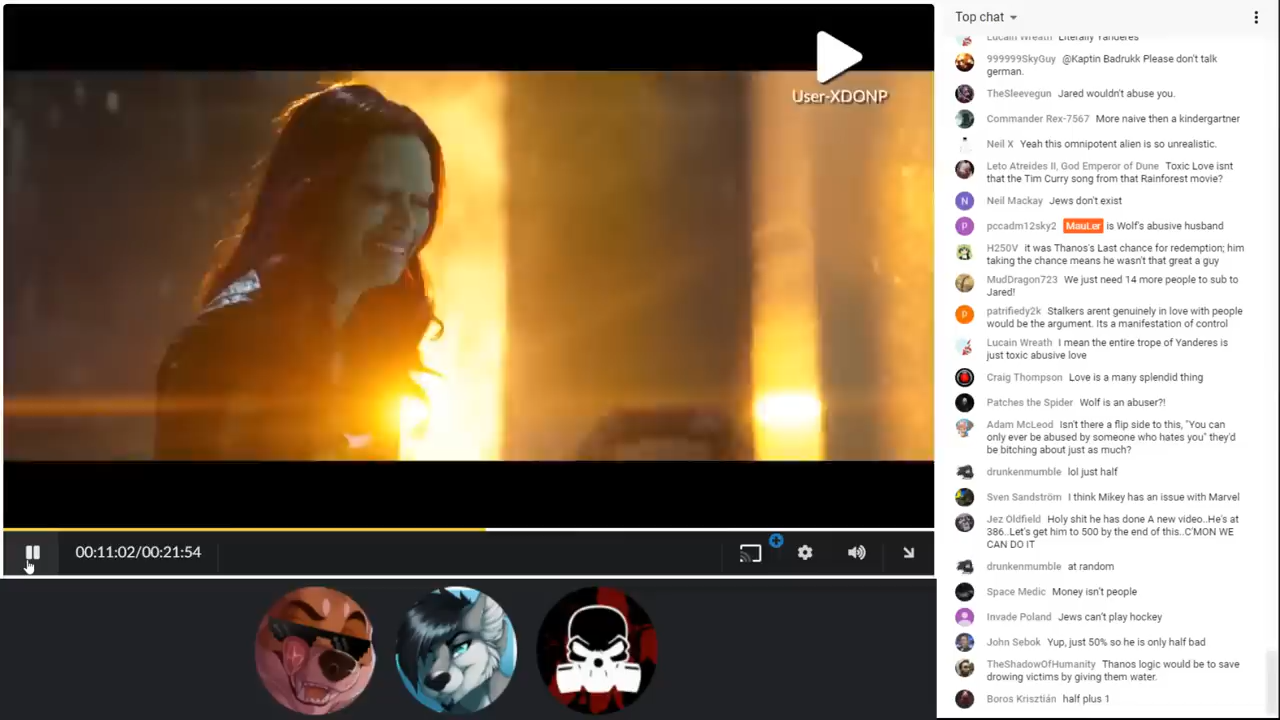 User-XDONP
00:11:02/00:21:54
Top chat
Lucain Wreath Literally Yanderes
999999SkyGuy @Kaptin Badrukk Please don't talk
german.
TheSleevegun Jared wouldn't abuse you.
Commander Rex-7567 More naive then a kindergartner
Neil X Yeah this omnipotent alien is so unrealistic.
Leto Atreides II, God Emperor of Dune Toxic Love isnt
that the Tim Curry song from that Rainforest movie?
N
Neil Mackay Jews don't exist
p
pccadm12sky2 MauLer is Wolf's abusive husband
H250V it was Thanos's Last chance for redemption; him
taking the chance means he wasn't that great a guy
MudDragon723 We just need 14 more people to sub to
Jared!
P
patrifiedy2k Stalkers arent genuinely in love with people
would be the argument. Its a manifestation of control
Lucain Wreath I mean the entire trope of Yanderes is
just toxic abusive love
Craig Thompson Love is a many splendid thing
Patches the Spider Wolf is an abuser?!
Adam McLeod Isn't there a flip side to this, "You can
only ever be abused by someone who hates you" they'd
be bitching about just as much?
drunkenmumble lol just half
Sven Sandström I think Mikey has an issue with Marvel
Jez Oldfield Holy shit he has done A new video..He's at
386..Let's get him to 500 by the end of this..C'MON WE
CAN DO IT
drunkenmumble at random
Space Medic Money isn't people
Invade Poland Jews can't play hockey
John Sebok Yup, just 50% so he is only half bad
TheShadowOfHumanity Thanos logic would be to save
drowing victims by giving them water.
Boros Krisztián half plus 1